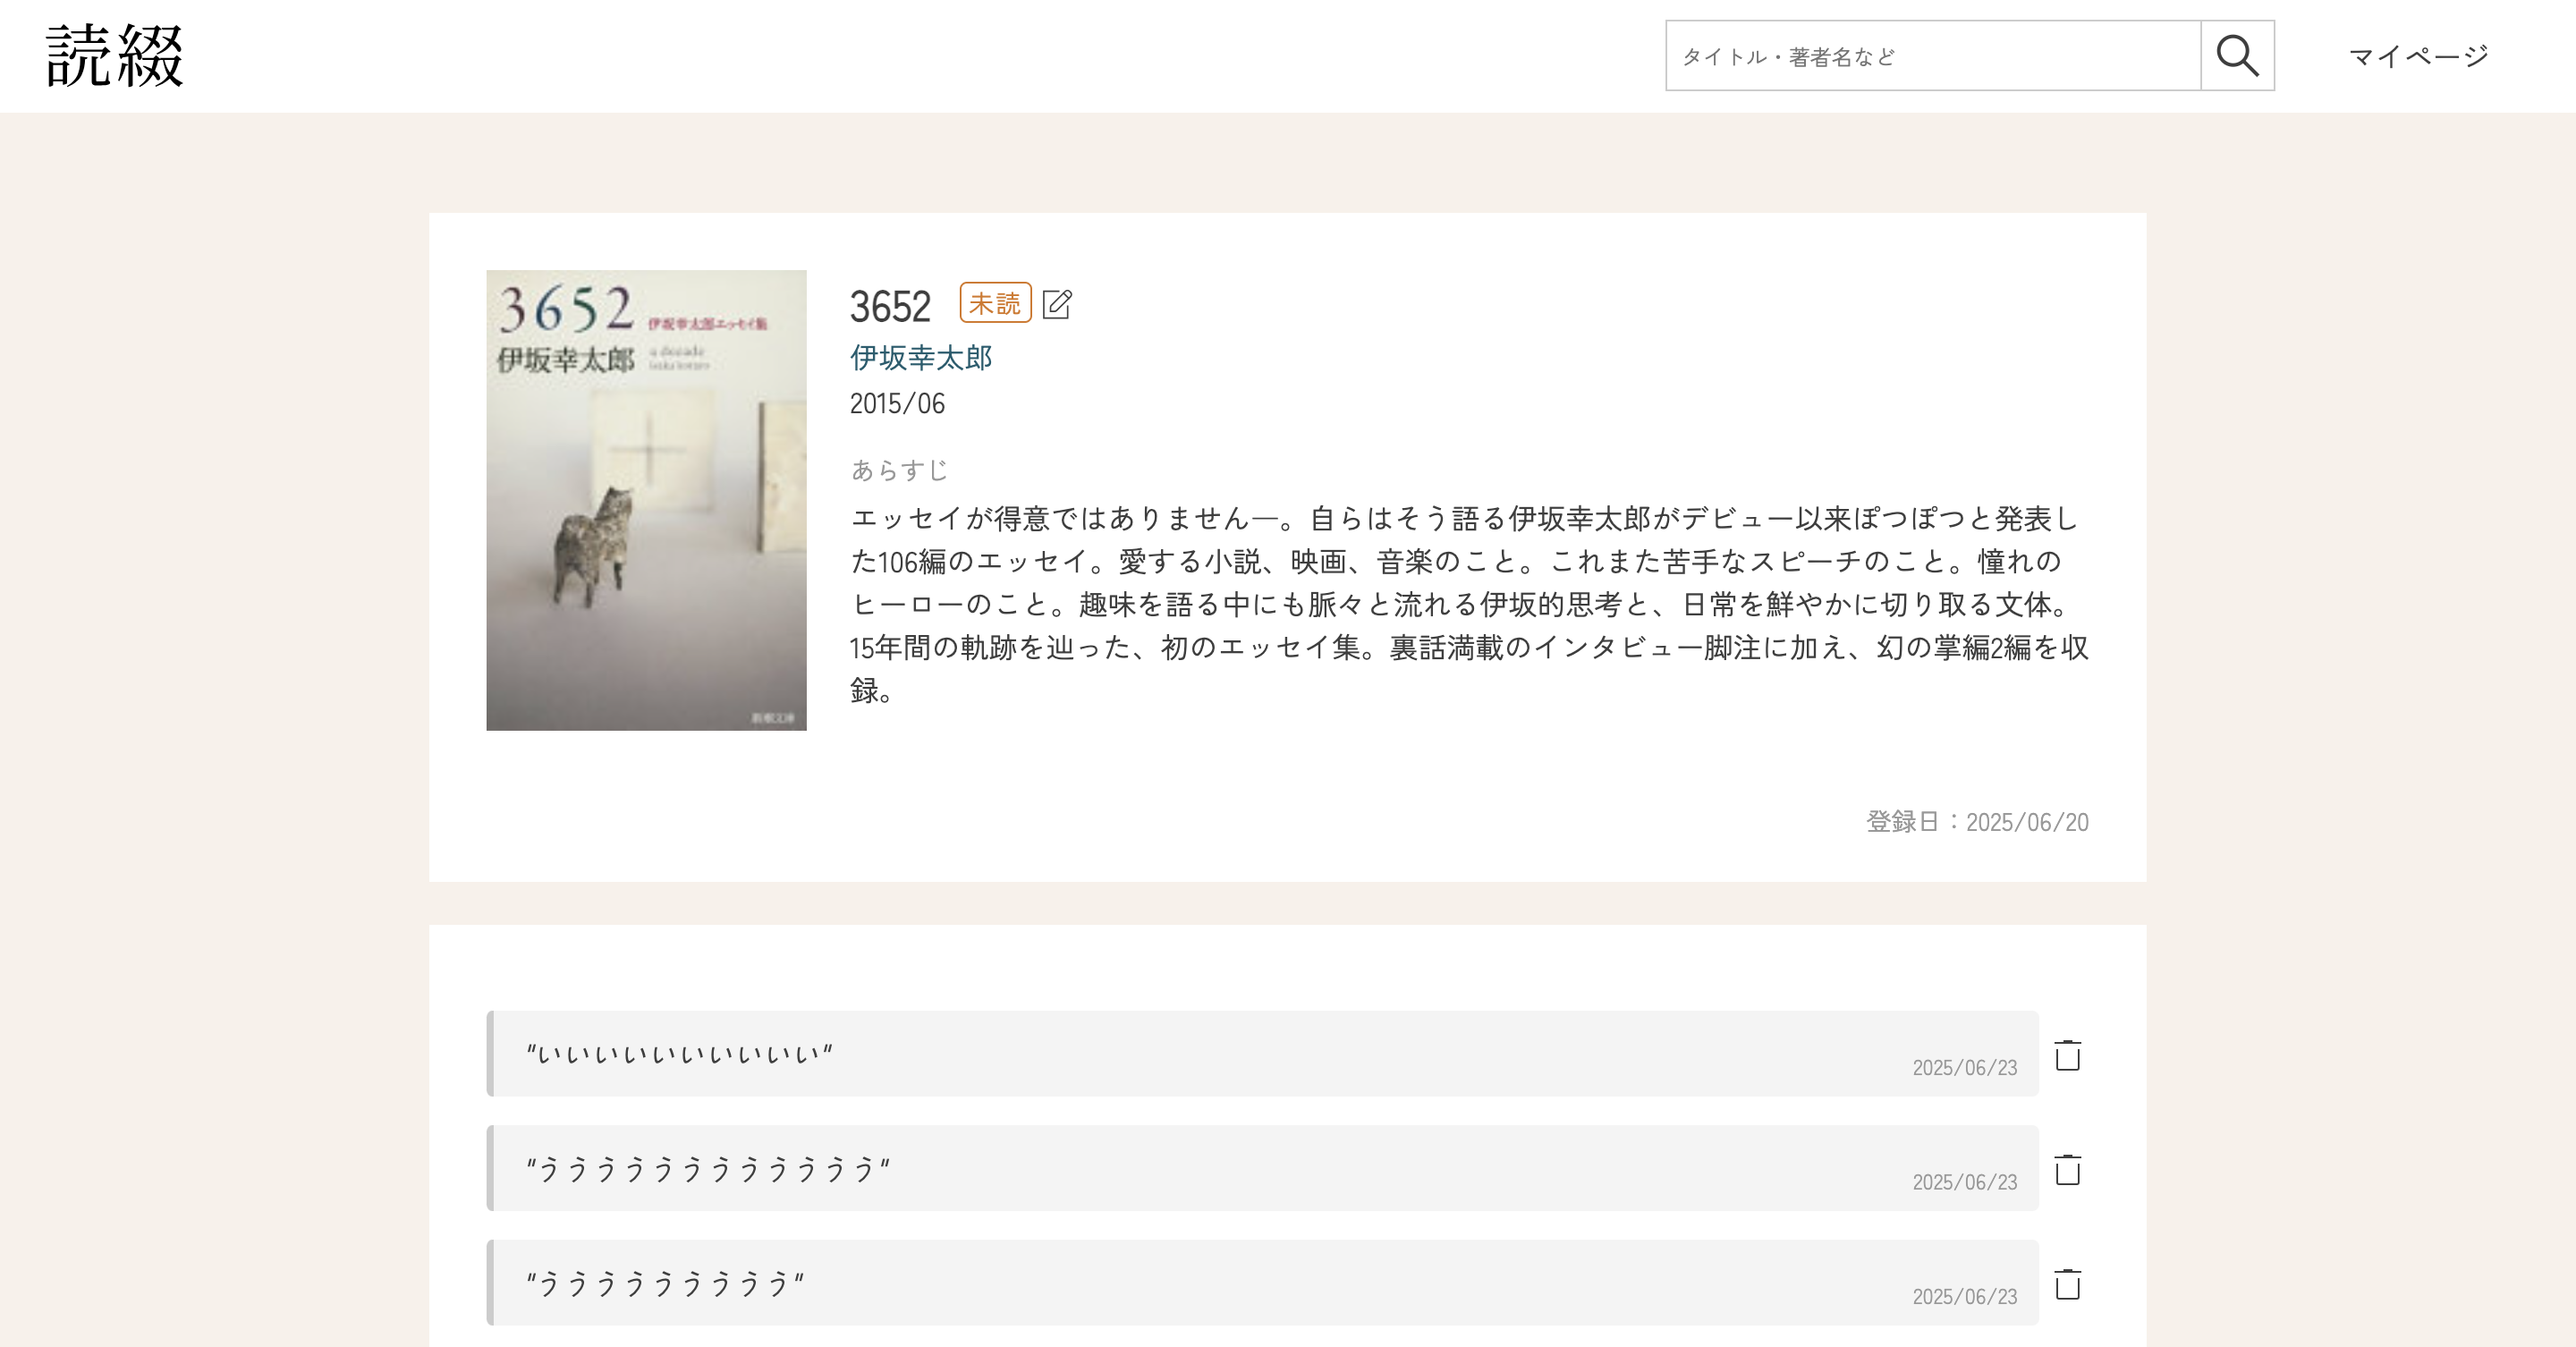 読綴
タイトル・著者名など
マイページ
3652
伊坂幸太郎エッセイ集
伊坂幸太郎
a decade
isaka kotaro
新潮文庫
3652
未読
伊坂幸太郎
2015/06
あらすじ
エッセイが得意ではありません―。自らはそう語る伊坂幸太郎がデビュー以来ぽつぽつと発表し
た106編のエッセイ。愛する小説、映画、音楽のこと。これまた苦手なスピーチのこと。憧れの
ヒーローのこと。趣味を語る中にも脈々と流れる伊坂的思考と、日常を鮮やかに切り取る文体。
15年間の軌跡を辿った、初のエッセイ集。裏話満載のインタビュー脚注に加え、幻の掌編2編を収
録。
登録日：2025/06/20
"いいいいいいいいいい"
2025/06/23
"うううううううううううう"
2025/06/23
"ううううううううう"
2025/06/23